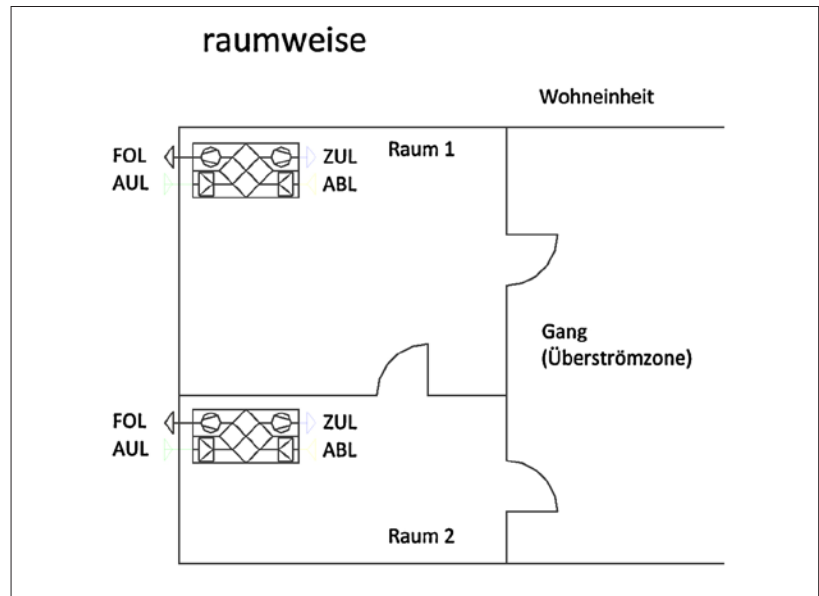 raumweise
Wohneinheit
FOL
ZUL
Raum 1
AUL
ABL
Gang
(Überströmzone)
FOL
ZUL
AUL
ABL
Raum 2